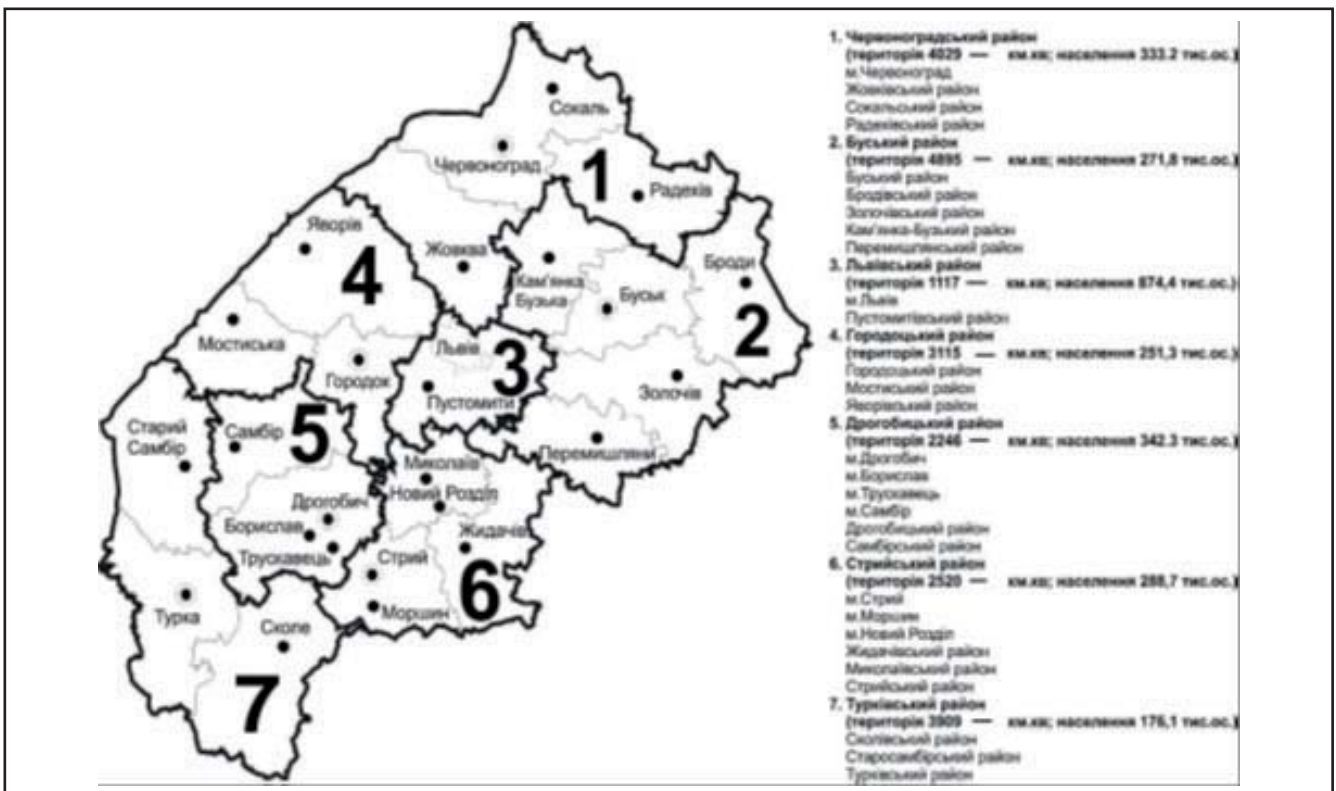 Сокаль
Червоноград
1
Радехів
Яворів
4
Жовква
Кам'янка
Бузька
Буськ
Броди
2
Мостиська
Городок
Львів
3
Пустомити
Золочів
Старий
Самбір
Самбір
5
Перемишляни
Миколаїв
Новий Розділ
Дрогобич
Борислав
Трускавець
Жидачів
Стрий
6
Моршин
Турка
Сколе
7
1. Червоноградський район
(територія 4029 — км.кв; населення 333.2 тис.ос.)
м.Червоноград
Жовківський район
Сокальський район
Радехівський район
2. Буський район
(територія 4895 — км.кв; населення 271,8 тис.ос.)
Буський район
Бродівський район
Золочівський район
Кам'янка-Бузький район
Перемишлянський район
3. Львівський район
(територія 1117 — км.кв; населення 874,4 тис.ос.)
м.Львів
Пустомитівський район
4. Городоцький район
(територія 3115 — км.кв; населення 251,3 тис.ос.)
Городоцький район
Мостиський район
Яворівський район
5. Дрогобицький район
(територія 2246 — км.кв; населення 342.3 тис.ос.)
м.Дрогобич
м.Борислав
м.Трускавець
м.Самбір
Дрогобицький район
Самбірський район
6. Стрийський район
(територія 2520 — км.кв; населення 288,7 тис.ос.)
м.Стрий
м.Моршин
м.Новий Розділ
Жидачівський район
Миколаївський район
Стрийський район
7. Турківський район
(територія 3909 — км.кв; населення 176,1 тис.ос.)
Сколівський район
Старосамбірський район
Турківський район